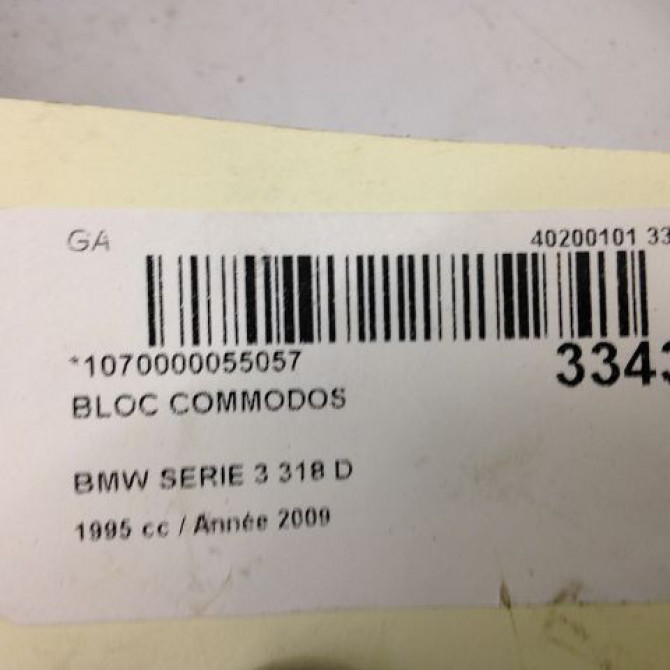 GA 40200101 33
*1070000055057 3343
BLOC COMMODOS
BMW SERIE 3 318 D
1995 cc / Année 2009